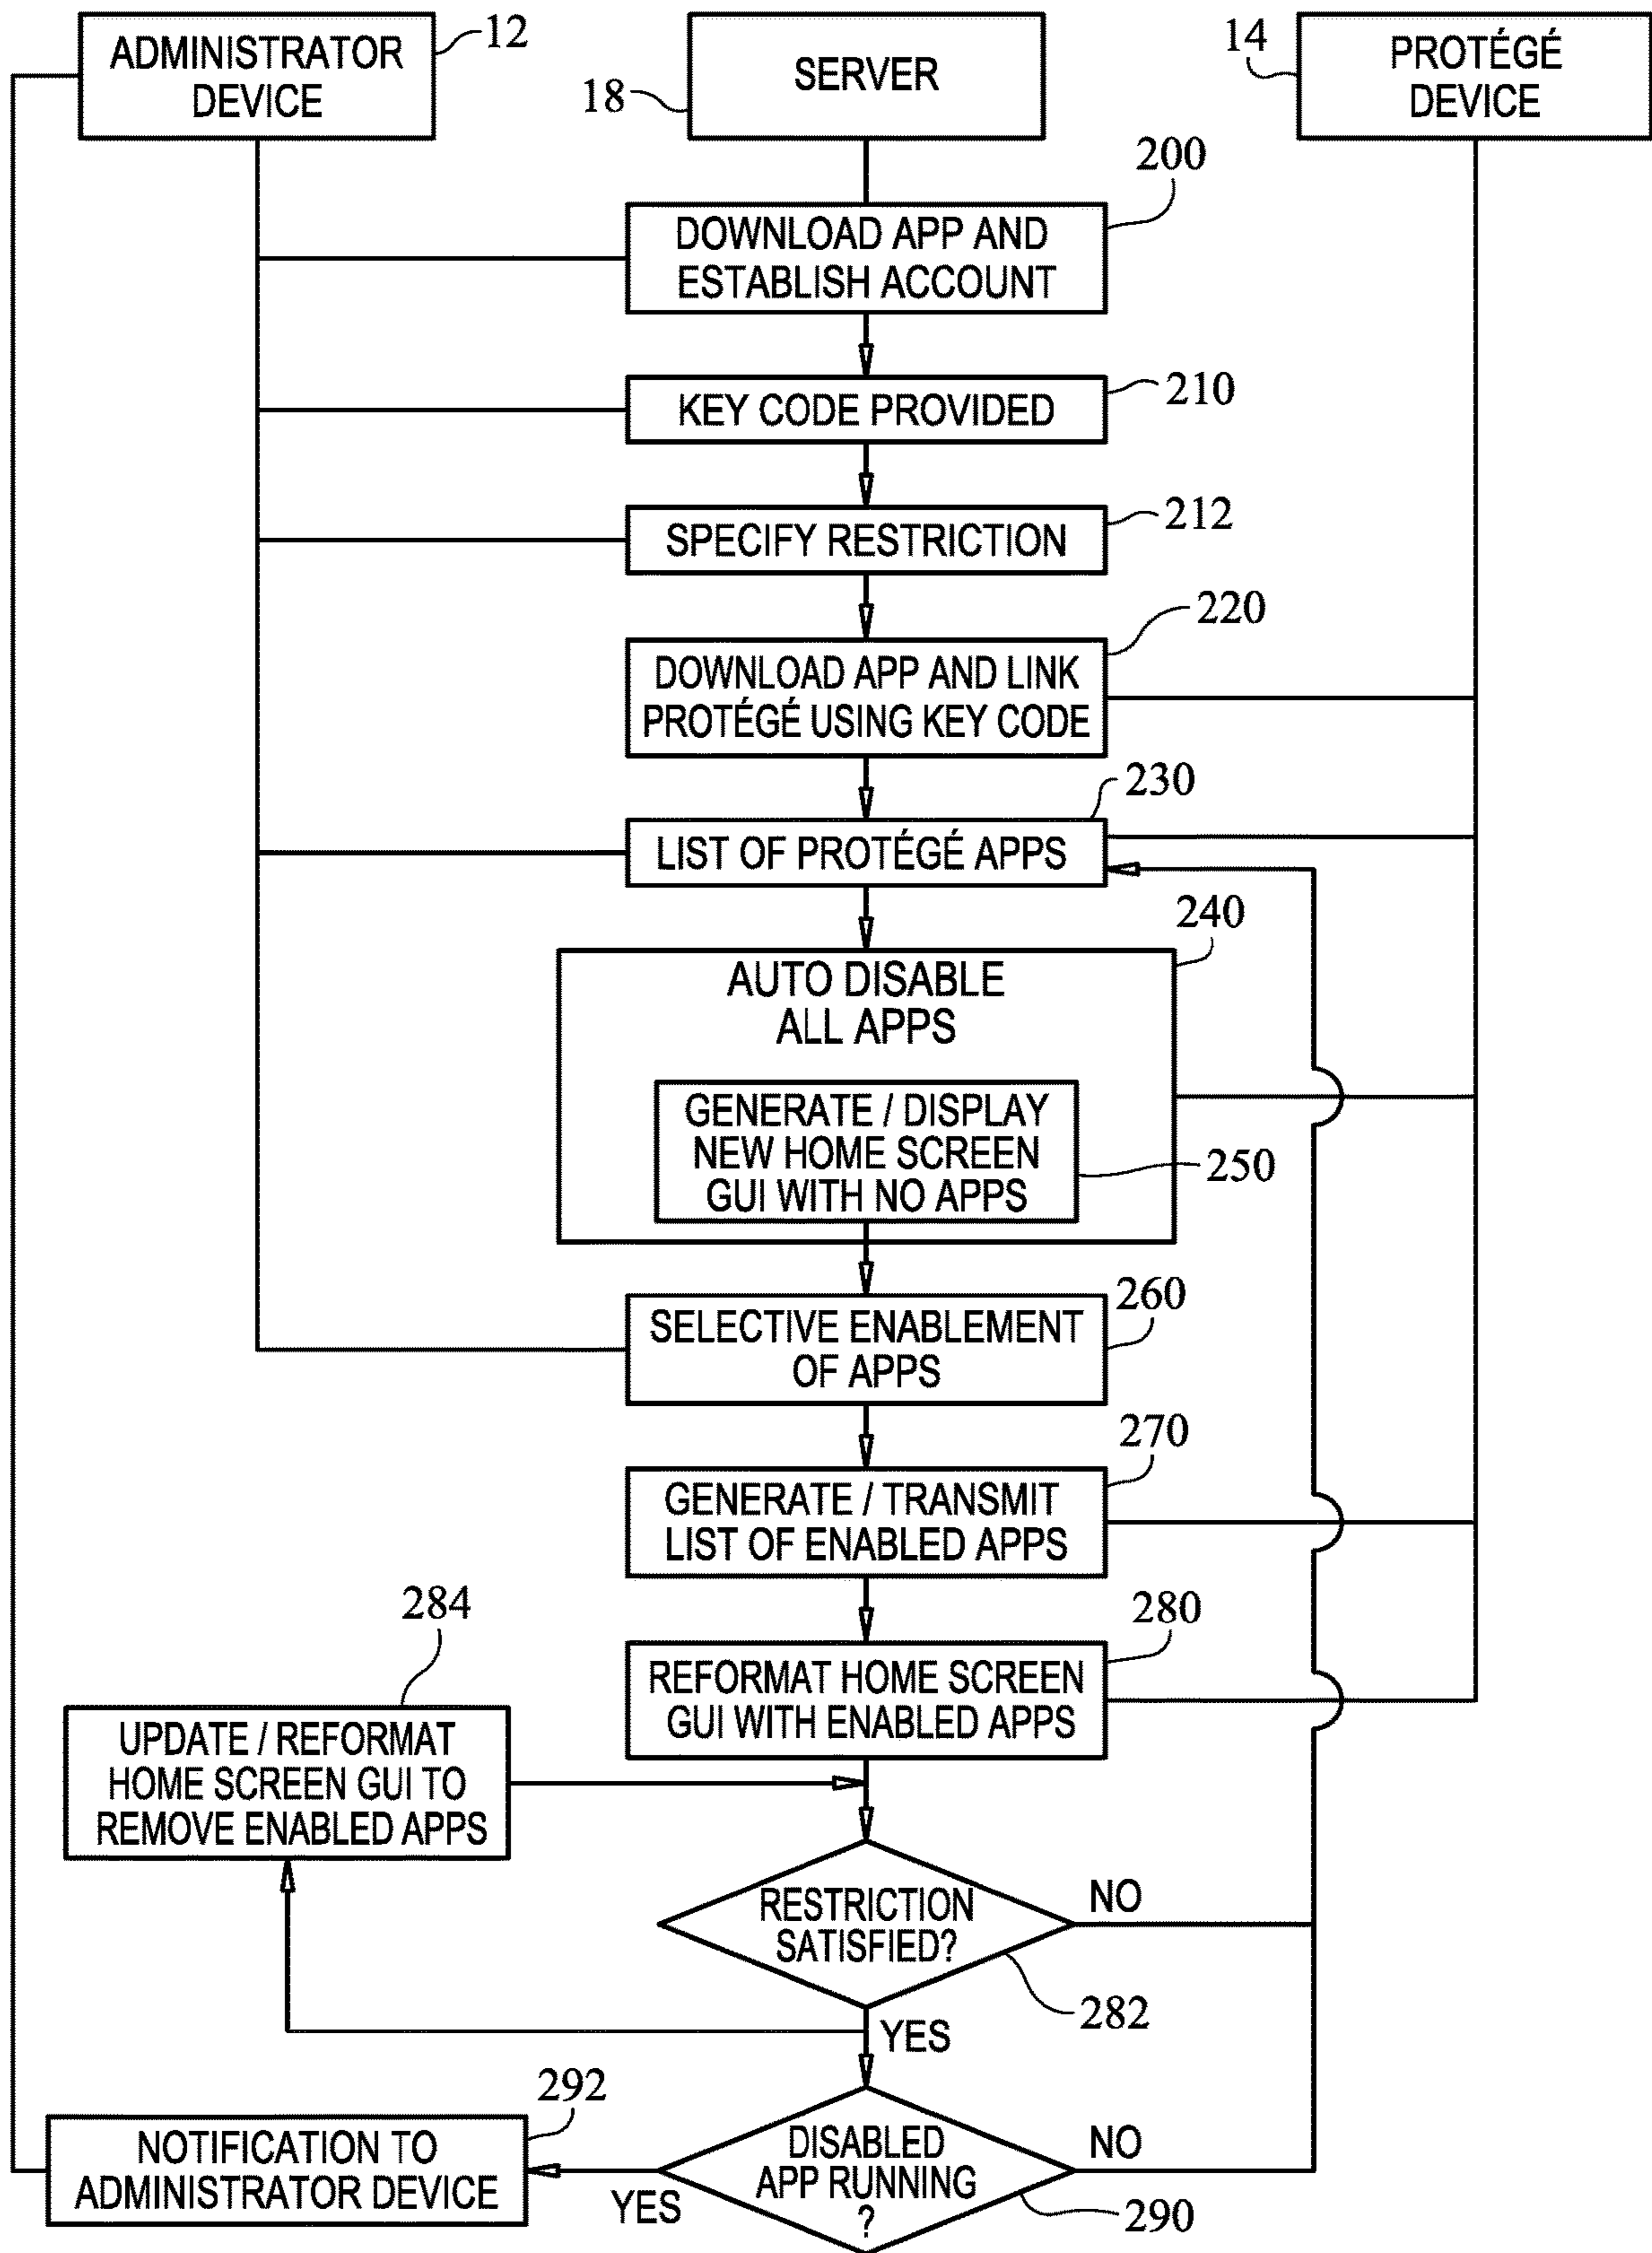 ADMINISTRATOR
DEVICE
12
SERVER
18
14
PROTÉGÉ
DEVICE
200
DOWNLOAD APP AND
ESTABLISH ACCOUNT
KEY CODE PROVIDED
210
SPECIFY RESTRICTION
212
220
DOWNLOAD APP AND LINK
PROTÉGÉ USING KEY CODE
230
LIST OF PROTÉGÉ APPS
240
AUTO DISABLE
ALL APPS
GENERATE / DISPLAY
NEW HOME SCREEN
GUI WITH NO APPS
250
260
SELECTIVE ENABLEMENT
OF APPS
270
GENERATE / TRANSMIT
LIST OF ENABLED APPS
280
REFORMAT HOME SCREEN
GUI WITH ENABLED APPS
284
UPDATE / REFORMAT
HOME SCREEN GUI TO
REMOVE ENABLED APPS
RESTRICTION
SATISFIED?
NO
282
YES
292
NOTIFICATION TO
ADMINISTRATOR DEVICE
YES
DISABLED
APP RUNNING
?
NO
290